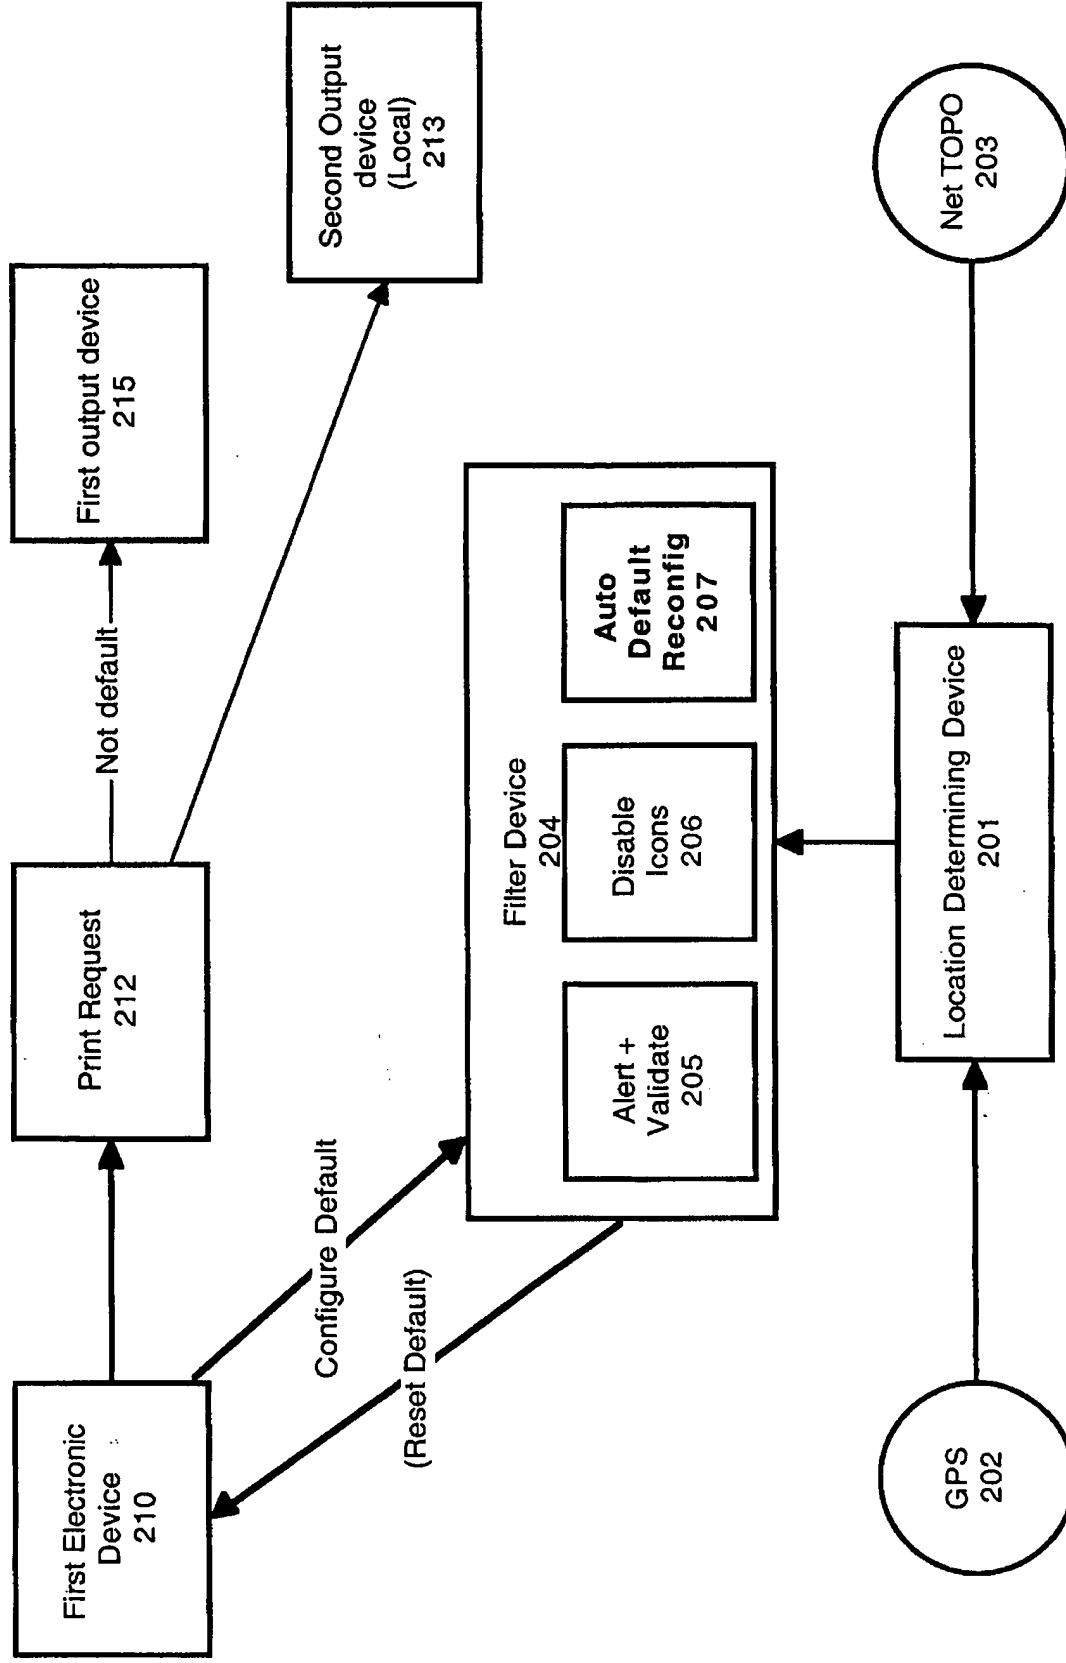 First Electronic
Device
210
Print Request
212
Not default
First output device
215
Second Output
device
(Local)
213
Configure Default
(Reset Default)
Filter Device
204
Alert +
Validate
205
Disable
Icons
206
Auto
Default
Reconfig
207
GPS
202
Location Determining Device
201
Net TOPO
203